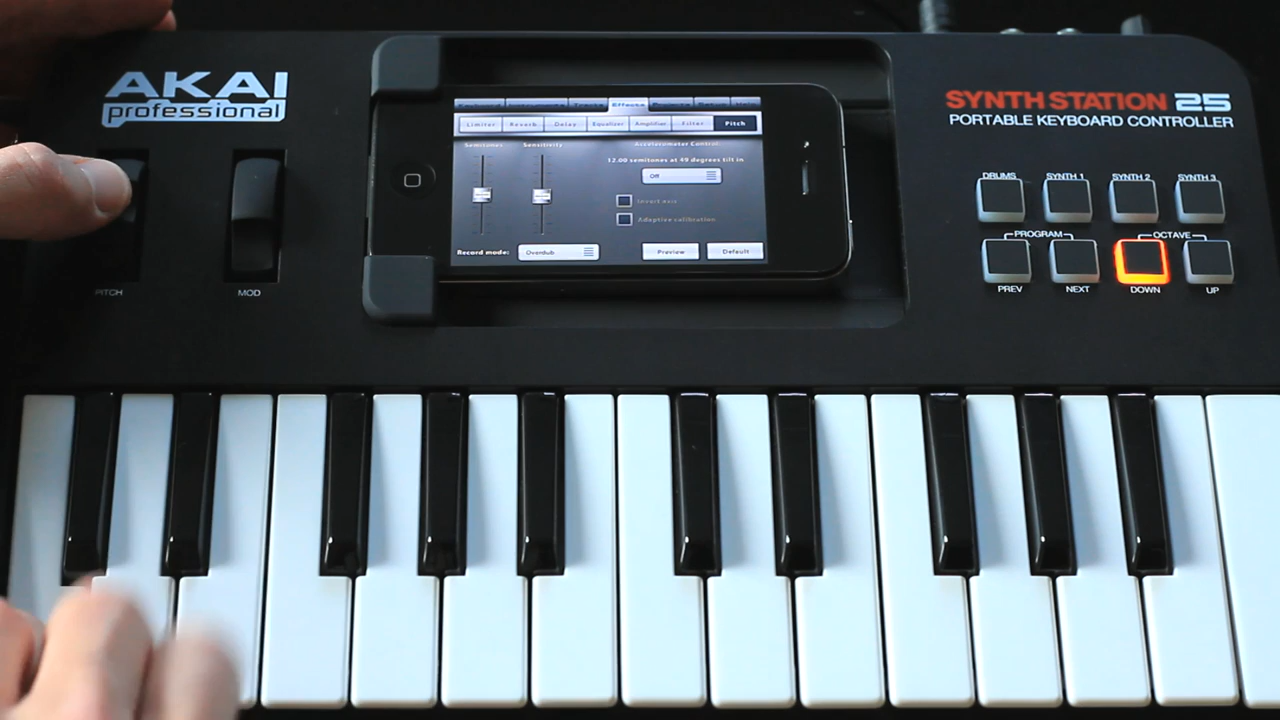 AKAI
professional
SYNTH STATION 25
PORTABLE KEYBOARD CONTROLLER
Effects
Limiter Reverb Delay Equalizer Amplifier Filter Pitch
Semitones Sensitivity Accelerometer Control
12.00 semitones at 49 degrees tilt in
Off
Invert axis
Adaptive calibration
Record mode: Overdub Preview Default
PITCH
MOD
DRUMS SYNTH 1 SYNTH 2 SYNTH 3
PROGRAM OCTAVE
PREV NEXT DOWN UP